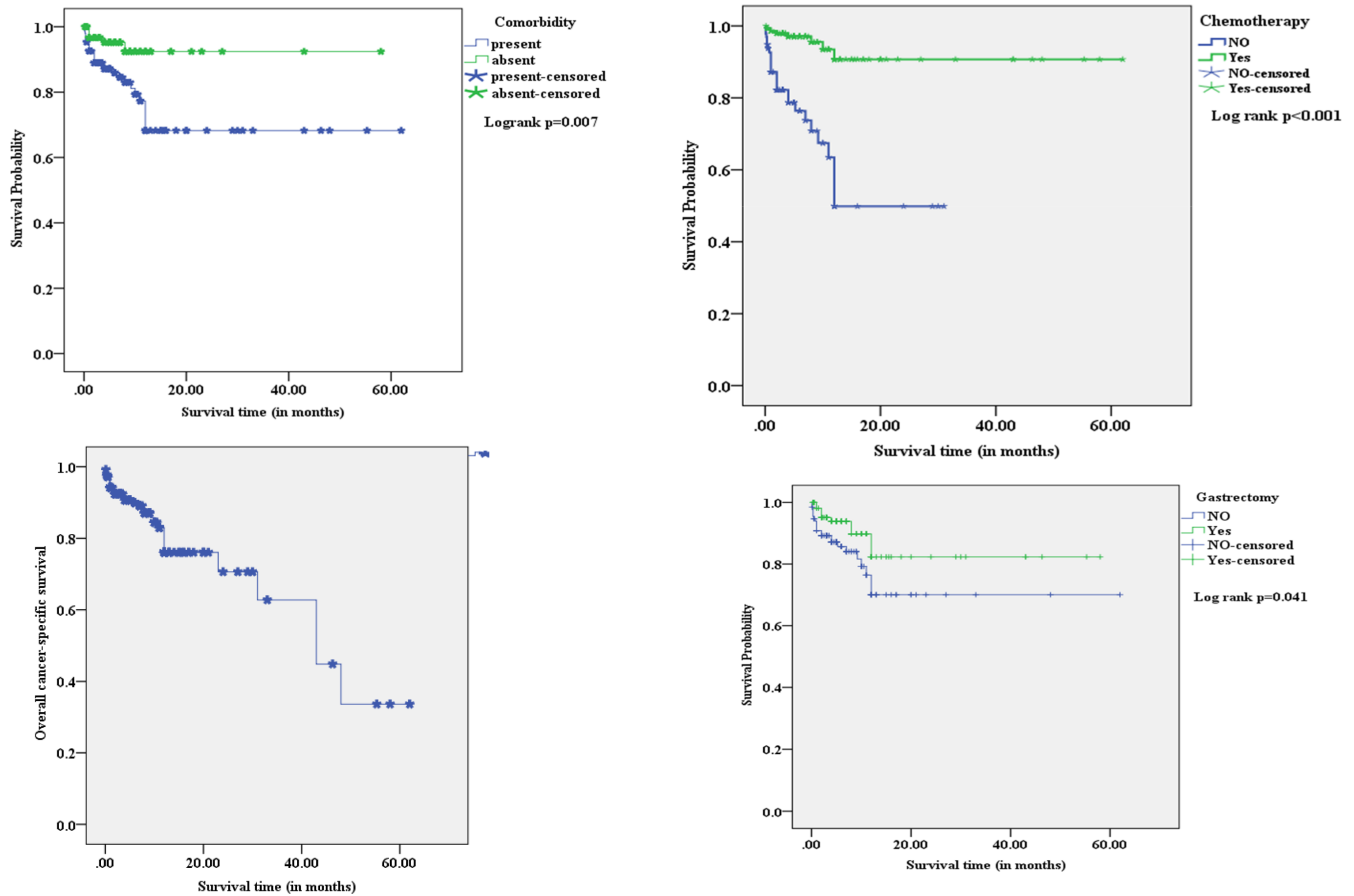 Comorbidity
present
absent
present-censored
absent-censored
Logrank p=0.007
Survival Probability
1.0
0.8
0.6
0.4
0.2
0.0
.00 20.00 40.00 60.00
Survival time (in months)
Chemotherapy
NO
Yes
NO-censored
Yes-censored
Log rank p<0.001
Survival Probability
1.0
0.8
0.6
0.4
0.2
0.0
.00 20.00 40.00 60.00
Survival time (in months)
Overall cancer-specific survival
1.0
0.8
0.6
0.4
0.2
0.0
.00 20.00 40.00 60.00
Survival time (in months)
Gastrectomy
NO
Yes
NO-censored
Yes-censored
Log rank p=0.041
Survival Probability
1.0
0.8
0.6
0.4
0.2
0.0
.00 20.00 40.00 60.00
Survival time (in months)